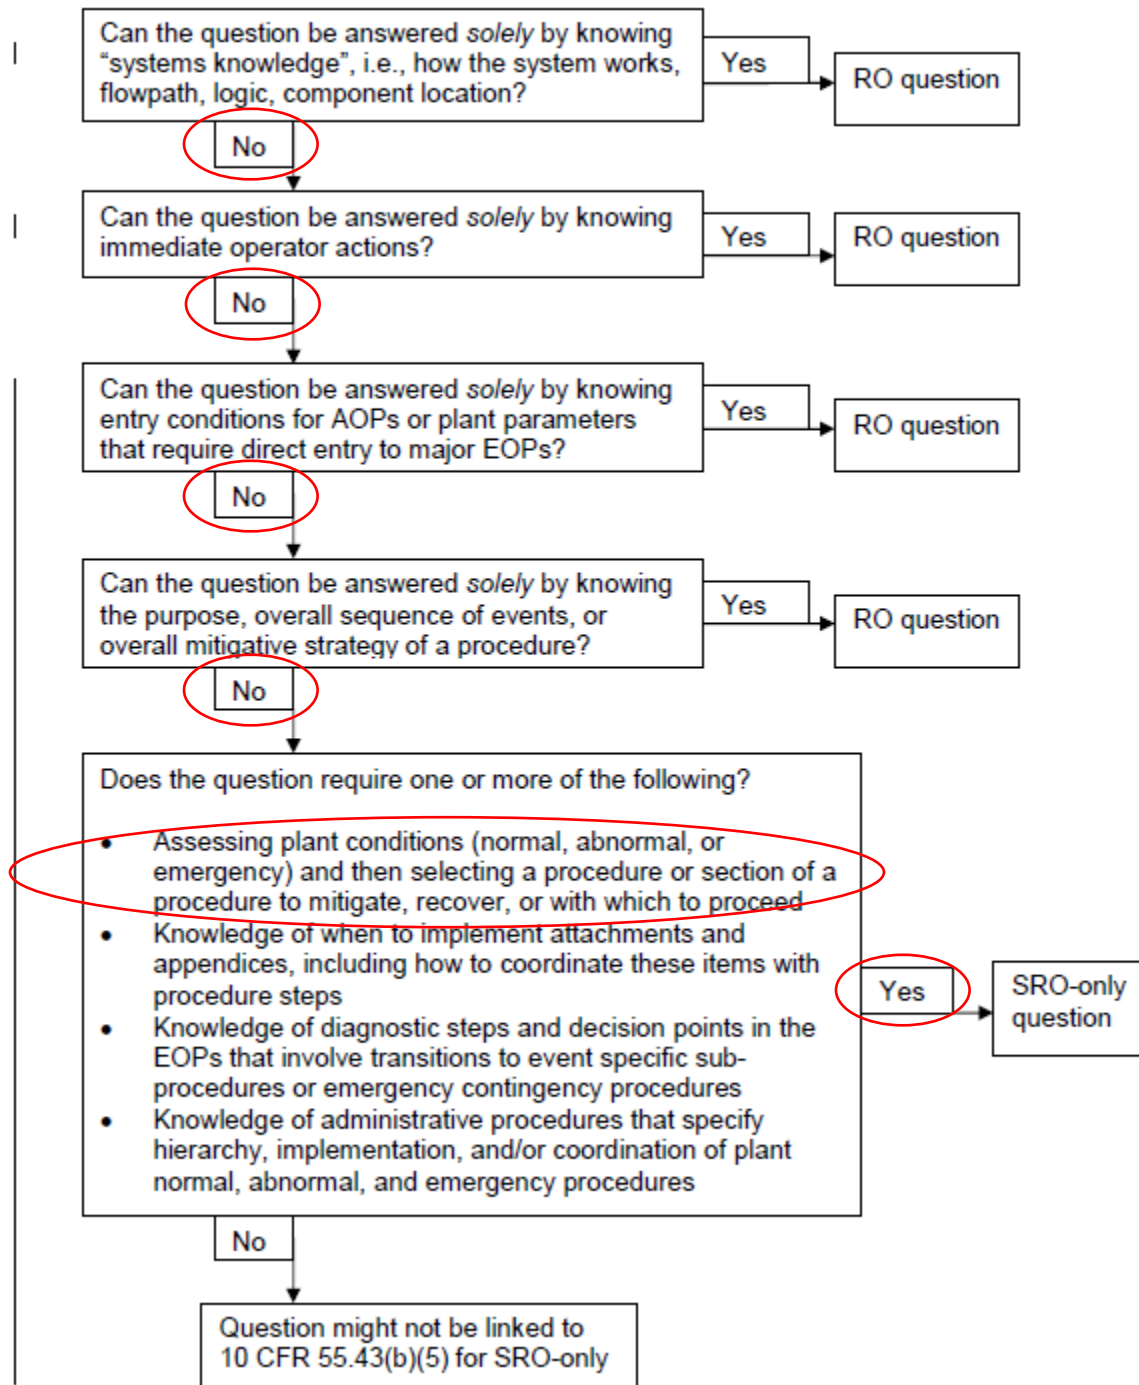 Can the question be answered solely by knowing
“systems knowledge”, i.e., how the system works,
flowpath, logic, component location?
Yes
RO question
No
Can the question be answered solely by knowing
immediate operator actions?
Yes
RO question
No
Can the question be answered solely by knowing
entry conditions for AOPs or plant parameters
that require direct entry to major EOPs?
Yes
RO question
No
Can the question be answered solely by knowing
the purpose, overall sequence of events, or
overall mitigative strategy of a procedure?
Yes
RO question
No
Does the question require one or more of the following?
• Assessing plant conditions (normal, abnormal, or
emergency) and then selecting a procedure or section of a
procedure to mitigate, recover, or with which to proceed
• Knowledge of when to implement attachments and
appendices, including how to coordinate these items with
procedure steps
• Knowledge of diagnostic steps and decision points in the
EOPs that involve transitions to event specific sub-
procedures or emergency contingency procedures
• Knowledge of administrative procedures that specify
hierarchy, implementation, and/or coordination of plant
normal, abnormal, and emergency procedures
Yes
SRO-only
question
No
Question might not be linked to
10 CFR 55.43(b)(5) for SRO-only